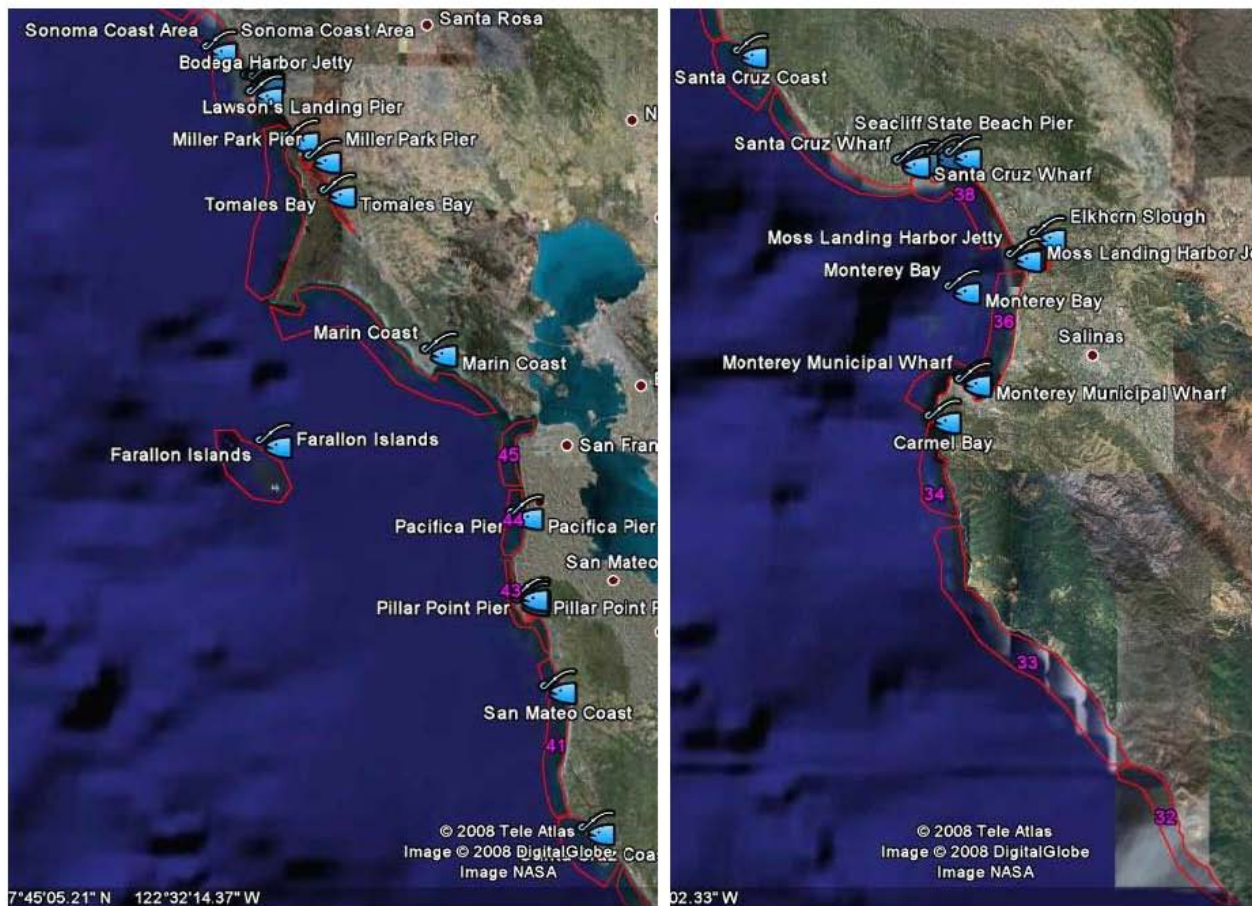 Santa Rosa
Sonoma Coast Area
Sonoma Coast Area
Bodega Harbor Jetty
Lawson's Landing Pier
N
Miller Park Pier
Miller Park Pier
Tomales Bay
Tomales Bay
Marin Coast
Marin Coast
Farallon Islands
Farallon Islands
San Fran
45
Pacifica Pier
44
Pacifica Pier
San Mateo
43
Pillar Point Pier
Pillar Point P
San Mateo Coast
41
© 2008 Tele Atlas
Image © 2008 DigitalGlobe
Image NASA
7°45'05.21" N 122°32'14.37" W
Santa Cruz Coast
Seacliff State Beach Pier
Santa Cruz Wharf
Santa Cruz Wharf
38
Elkhorn Slough
Moss Landing Harbor Jetty
Moss Landing Harbor Je
Monterey Bay
Monterey Bay
36
Salinas
Monterey Municipal Wharf
Monterey Municipal Wharf
Carmel Bay
34
33
32
© 2008 Tele Atlas
Image © 2008 DigitalGlobe
Image NASA
02.33" W